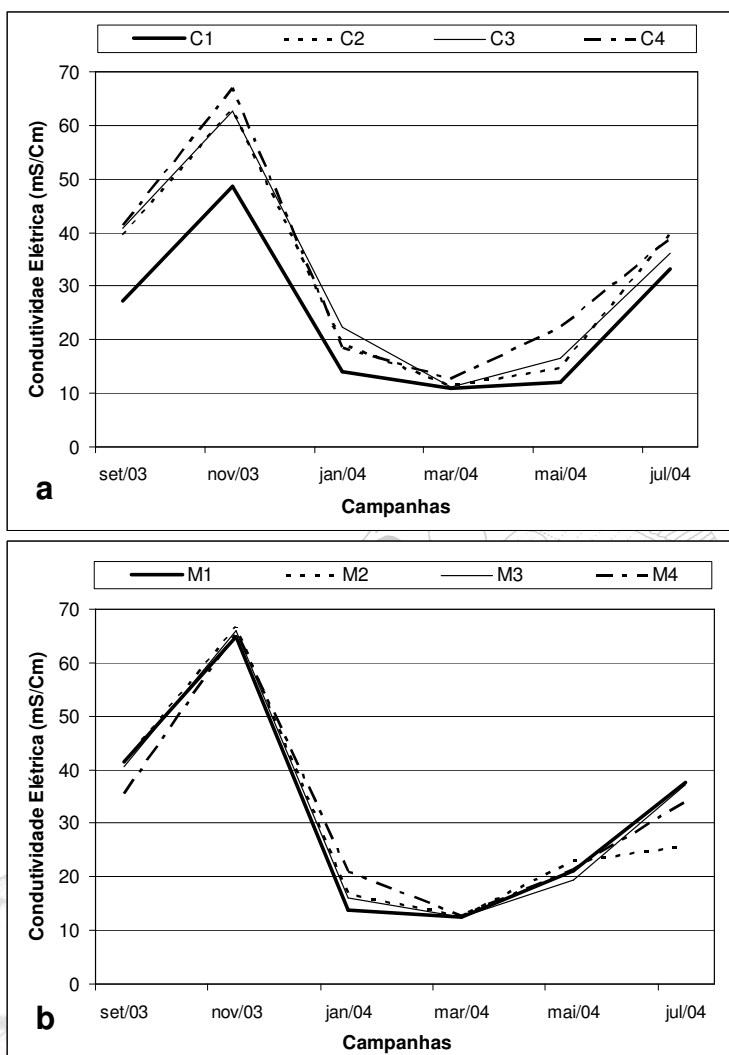 C1 C2 C3 C4
Condutividae Elétrica (mS/Cm)
70
60
50
40
30
20
10
0
set/03 nov/03 jan/04 mar/04 mai/04 jul/04
Campanhas
a
M1 M2 M3 M4
Condutividade Elétrica (mS/Cm)
70
60
50
40
30
20
10
0
set/03 nov/03 jan/04 mar/04 mai/04 jul/04
Campanhas
b